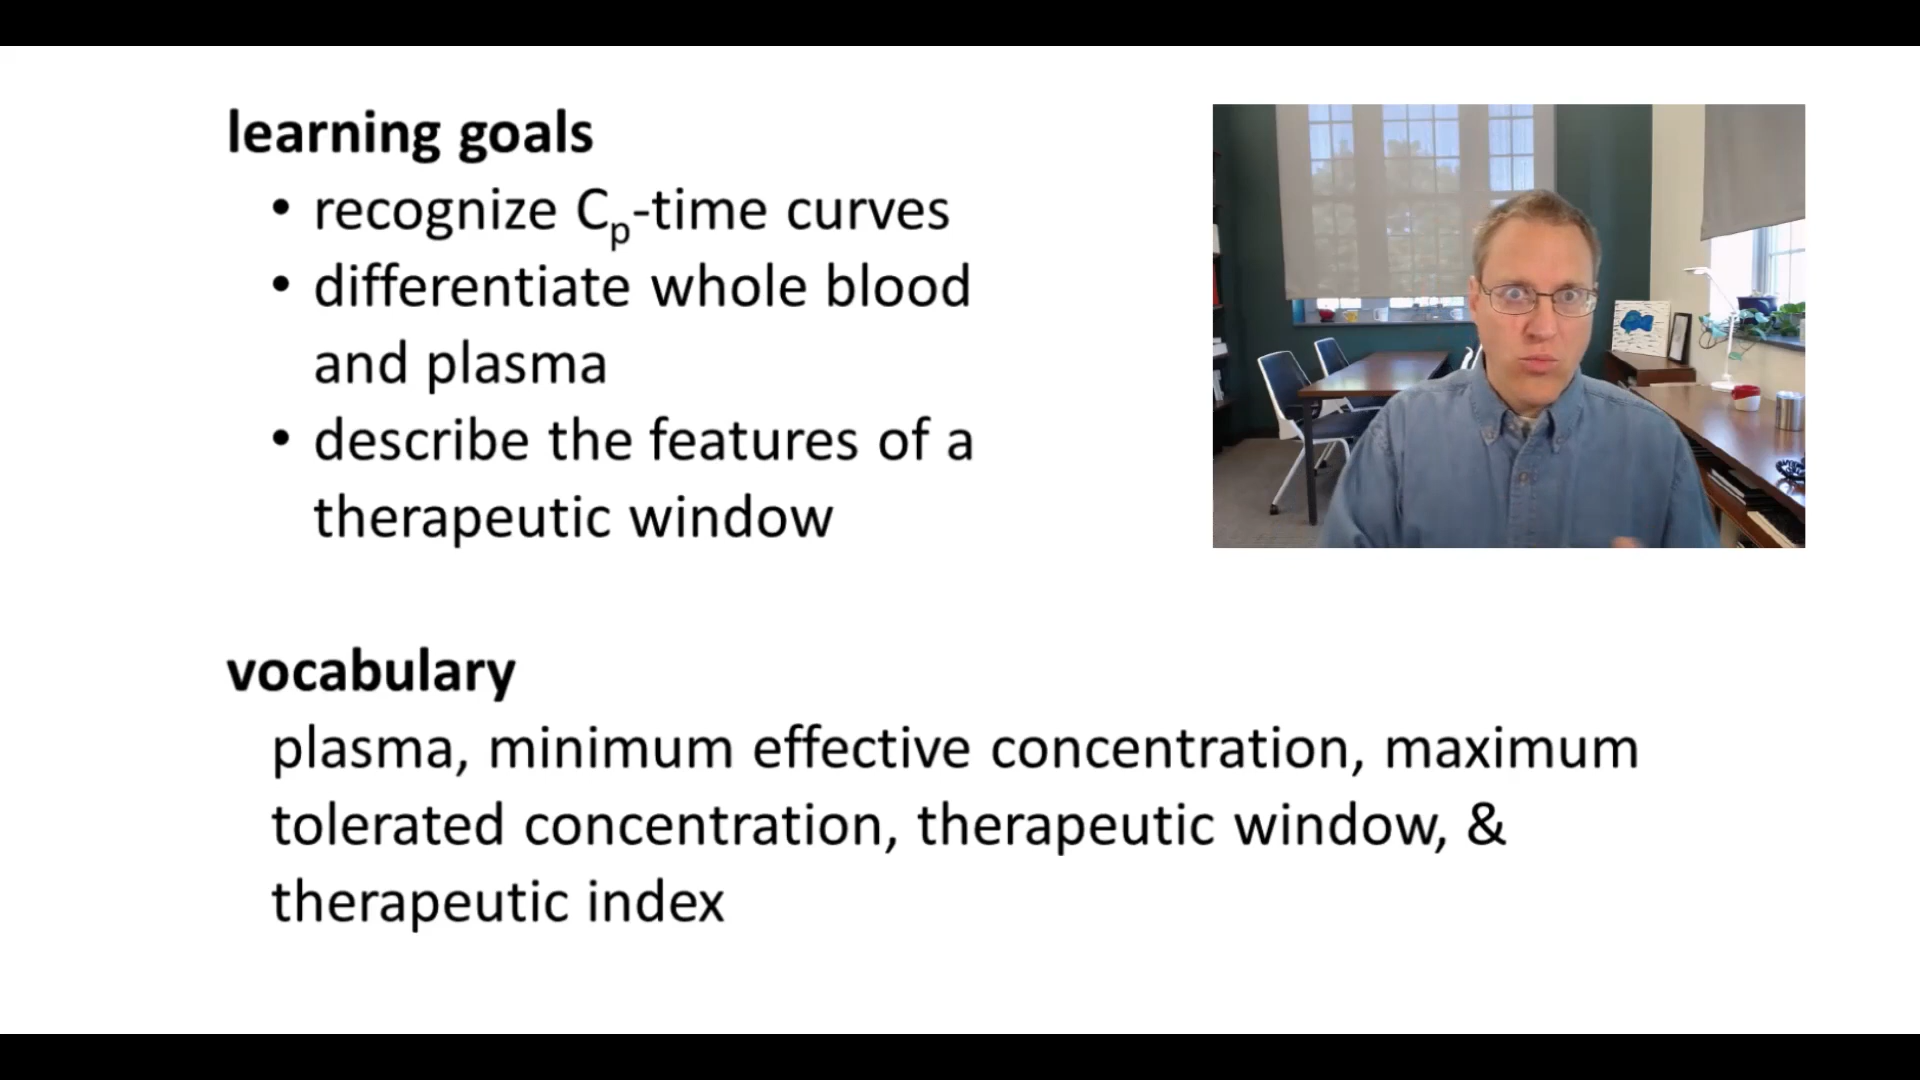 learning goals
• recognize Cp-time curves
• differentiate whole blood
and plasma
• describe the features of a
therapeutic window
vocabulary
plasma, minimum effective concentration, maximum
tolerated concentration, therapeutic window, &
therapeutic index